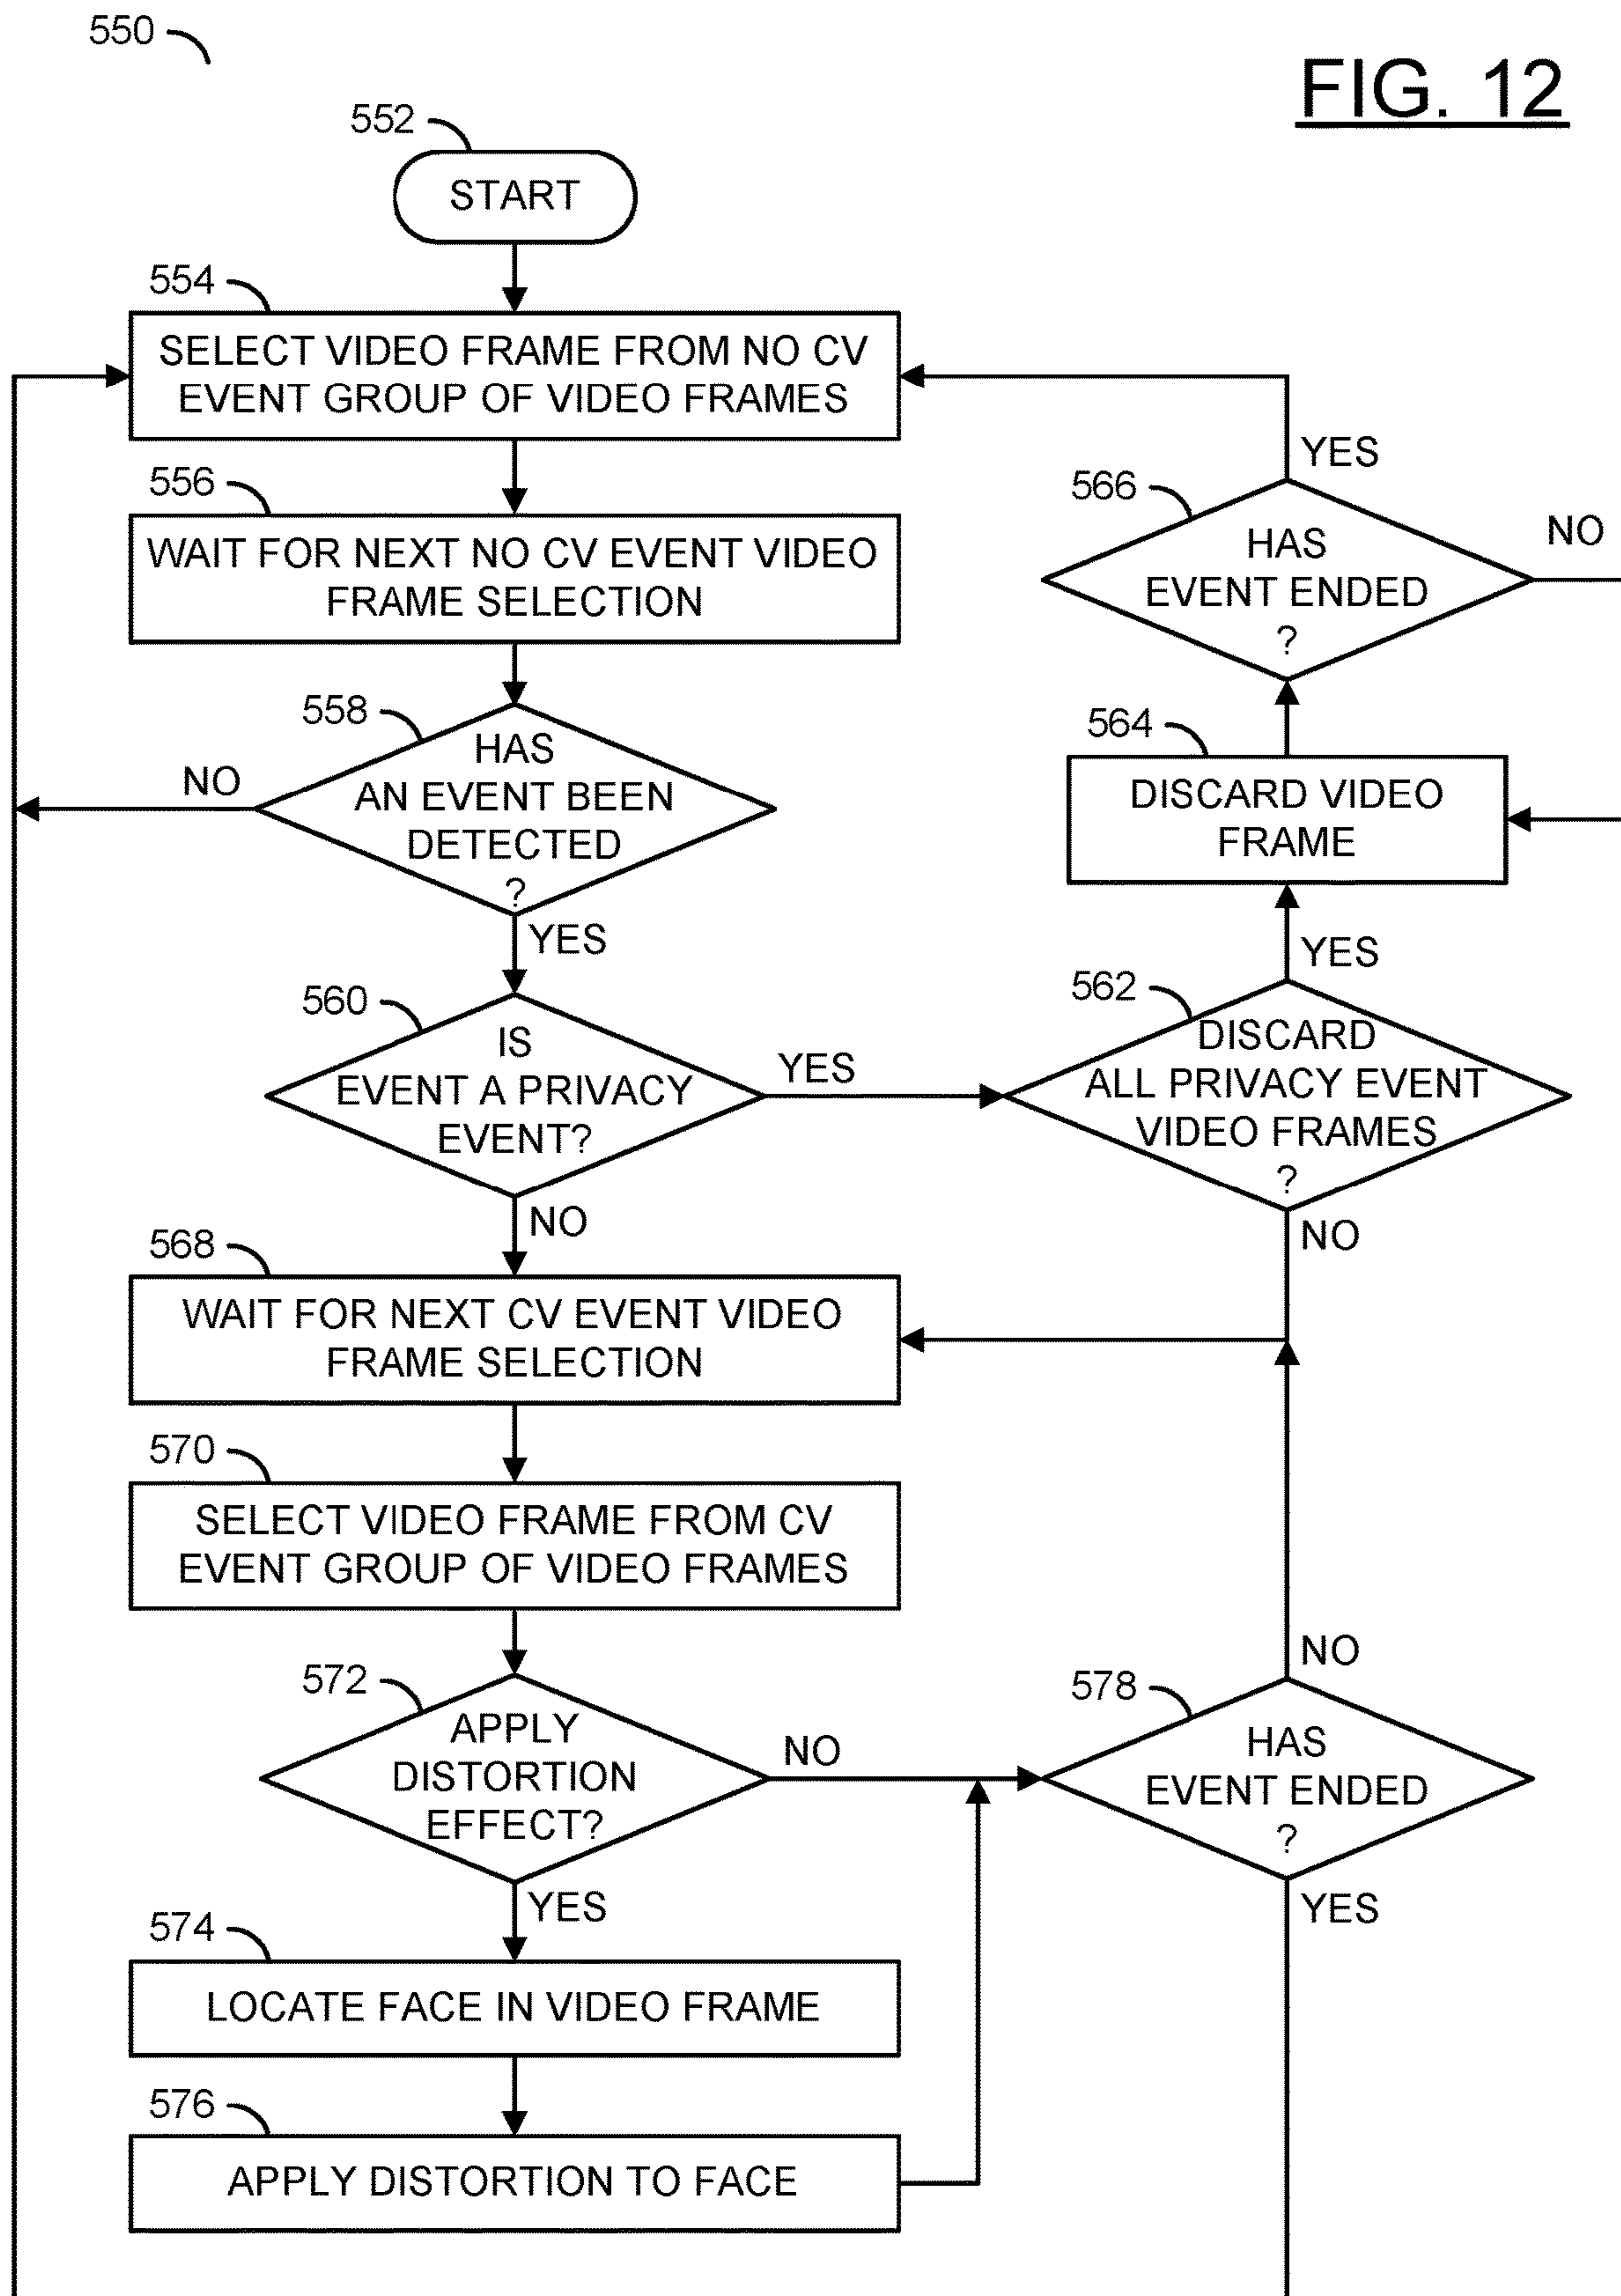 550
FIG. 12
552
START
554
SELECT VIDEO FRAME FROM NO CV
EVENT GROUP OF VIDEO FRAMES
556
WAIT FOR NEXT NO CV EVENT VIDEO
FRAME SELECTION
558
HAS
AN EVENT BEEN
DETECTED
?
NO
YES
560
IS
EVENT A PRIVACY
EVENT?
YES
NO
562
DISCARD
ALL PRIVACY EVENT
VIDEO FRAMES
?
YES
NO
564
DISCARD VIDEO
FRAME
566
HAS
EVENT ENDED
?
YES
NO
568
WAIT FOR NEXT CV EVENT VIDEO
FRAME SELECTION
570
SELECT VIDEO FRAME FROM CV
EVENT GROUP OF VIDEO FRAMES
572
APPLY
DISTORTION
EFFECT?
NO
YES
574
LOCATE FACE IN VIDEO FRAME
576
APPLY DISTORTION TO FACE
578
HAS
EVENT ENDED
?
NO
YES